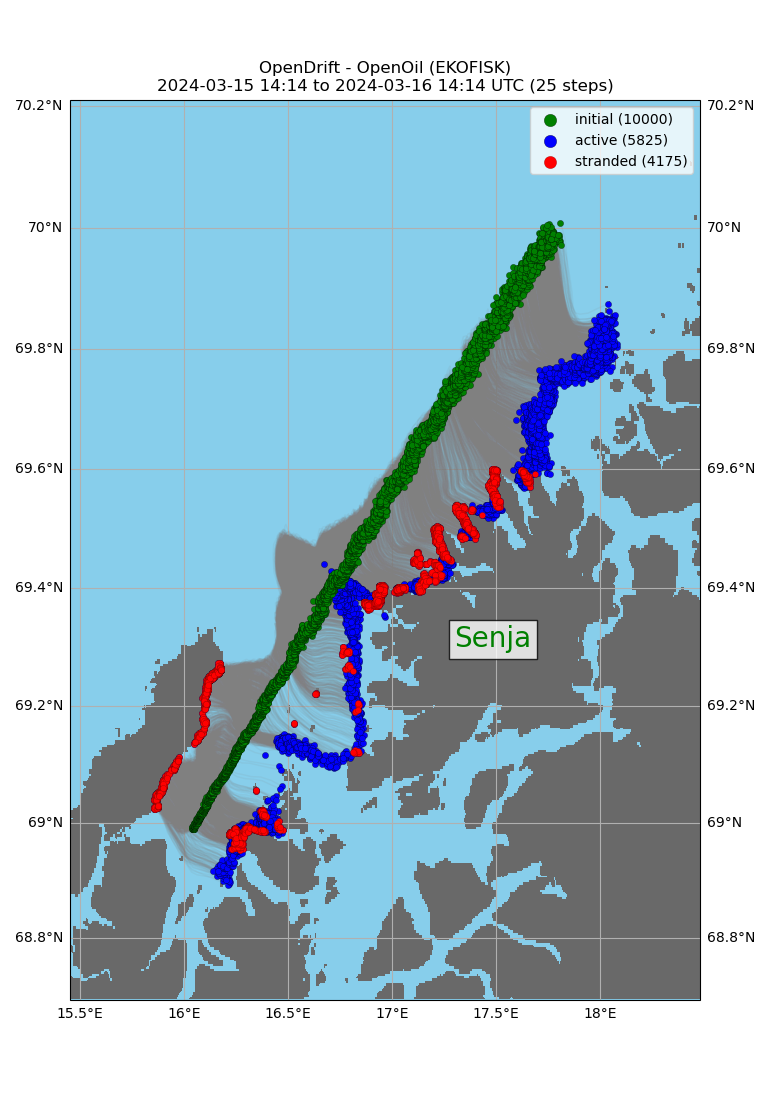 OpenDrift - OpenOil (EKOFISK)
2024-03-15 14:14 to 2024-03-16 14:14 UTC (25 steps)
70.2°N 70.2°N
initial (10000)
active (5825)
stranded (4175)
70°N 70°N
69.8°N 69.8°N
69.6°N 69.6°N
69.4°N 69.4°N
Senja
69.2°N 69.2°N
69°N 69°N
68.8°N 68.8°N
15.5°E 16°E 16.5°E 17°E 17.5°E 18°E